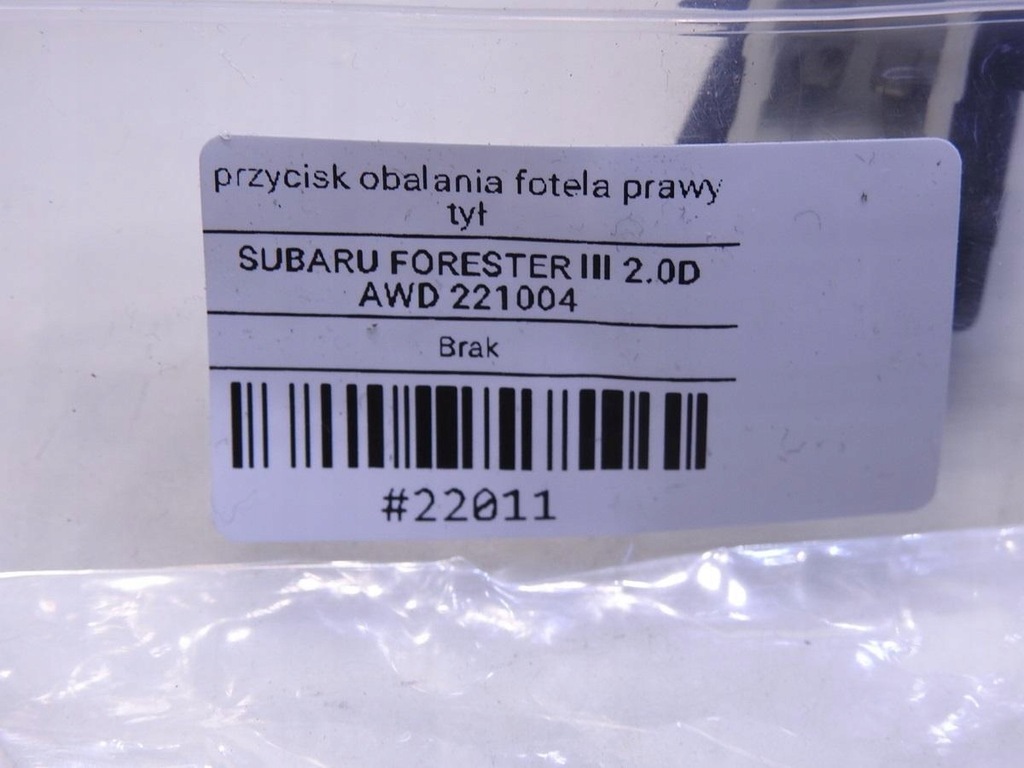 przycisk obalania fotela prawy
tył
SUBARU FORESTER III 2.0D
AWD 221004
Brak
#22011